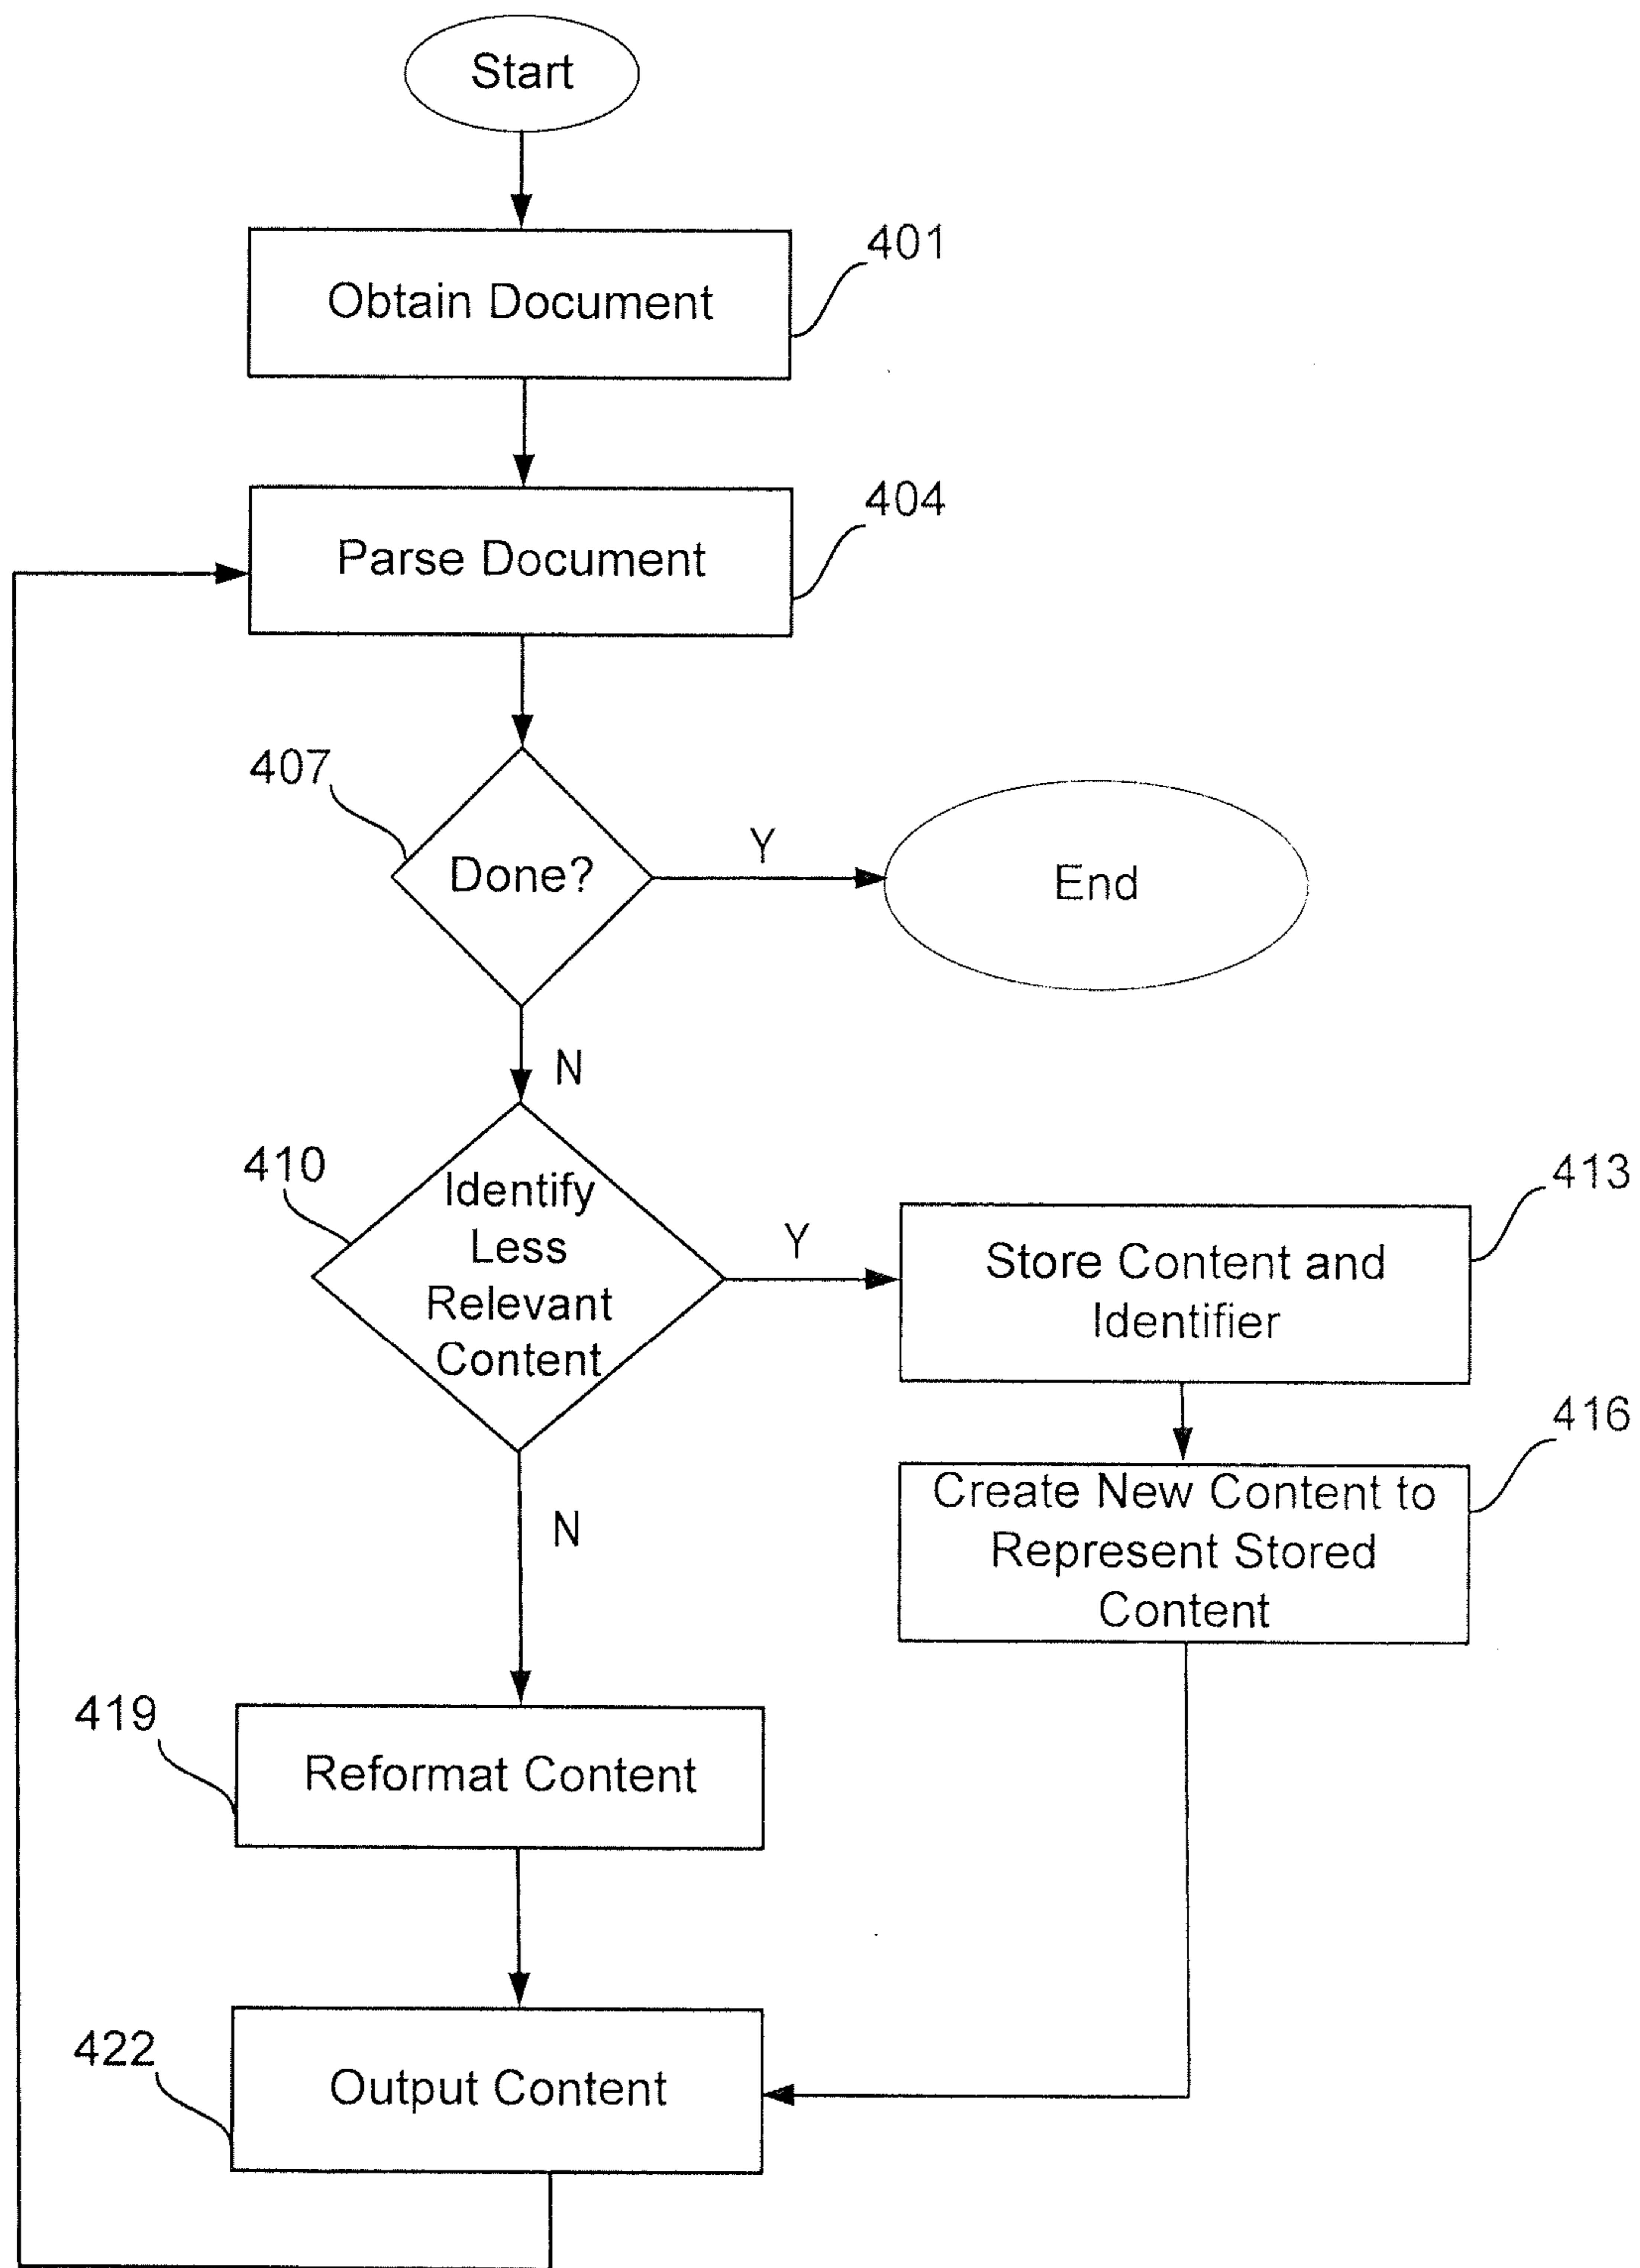 Start
401
Obtain Document
404
Parse Document
407
Done?
Y
End
N
410
Identify
Less
Relevant
Content
Y
413
Store Content and
Identifier
416
Create New Content to
Represent Stored
Content
N
419
Reformat Content
422
Output Content